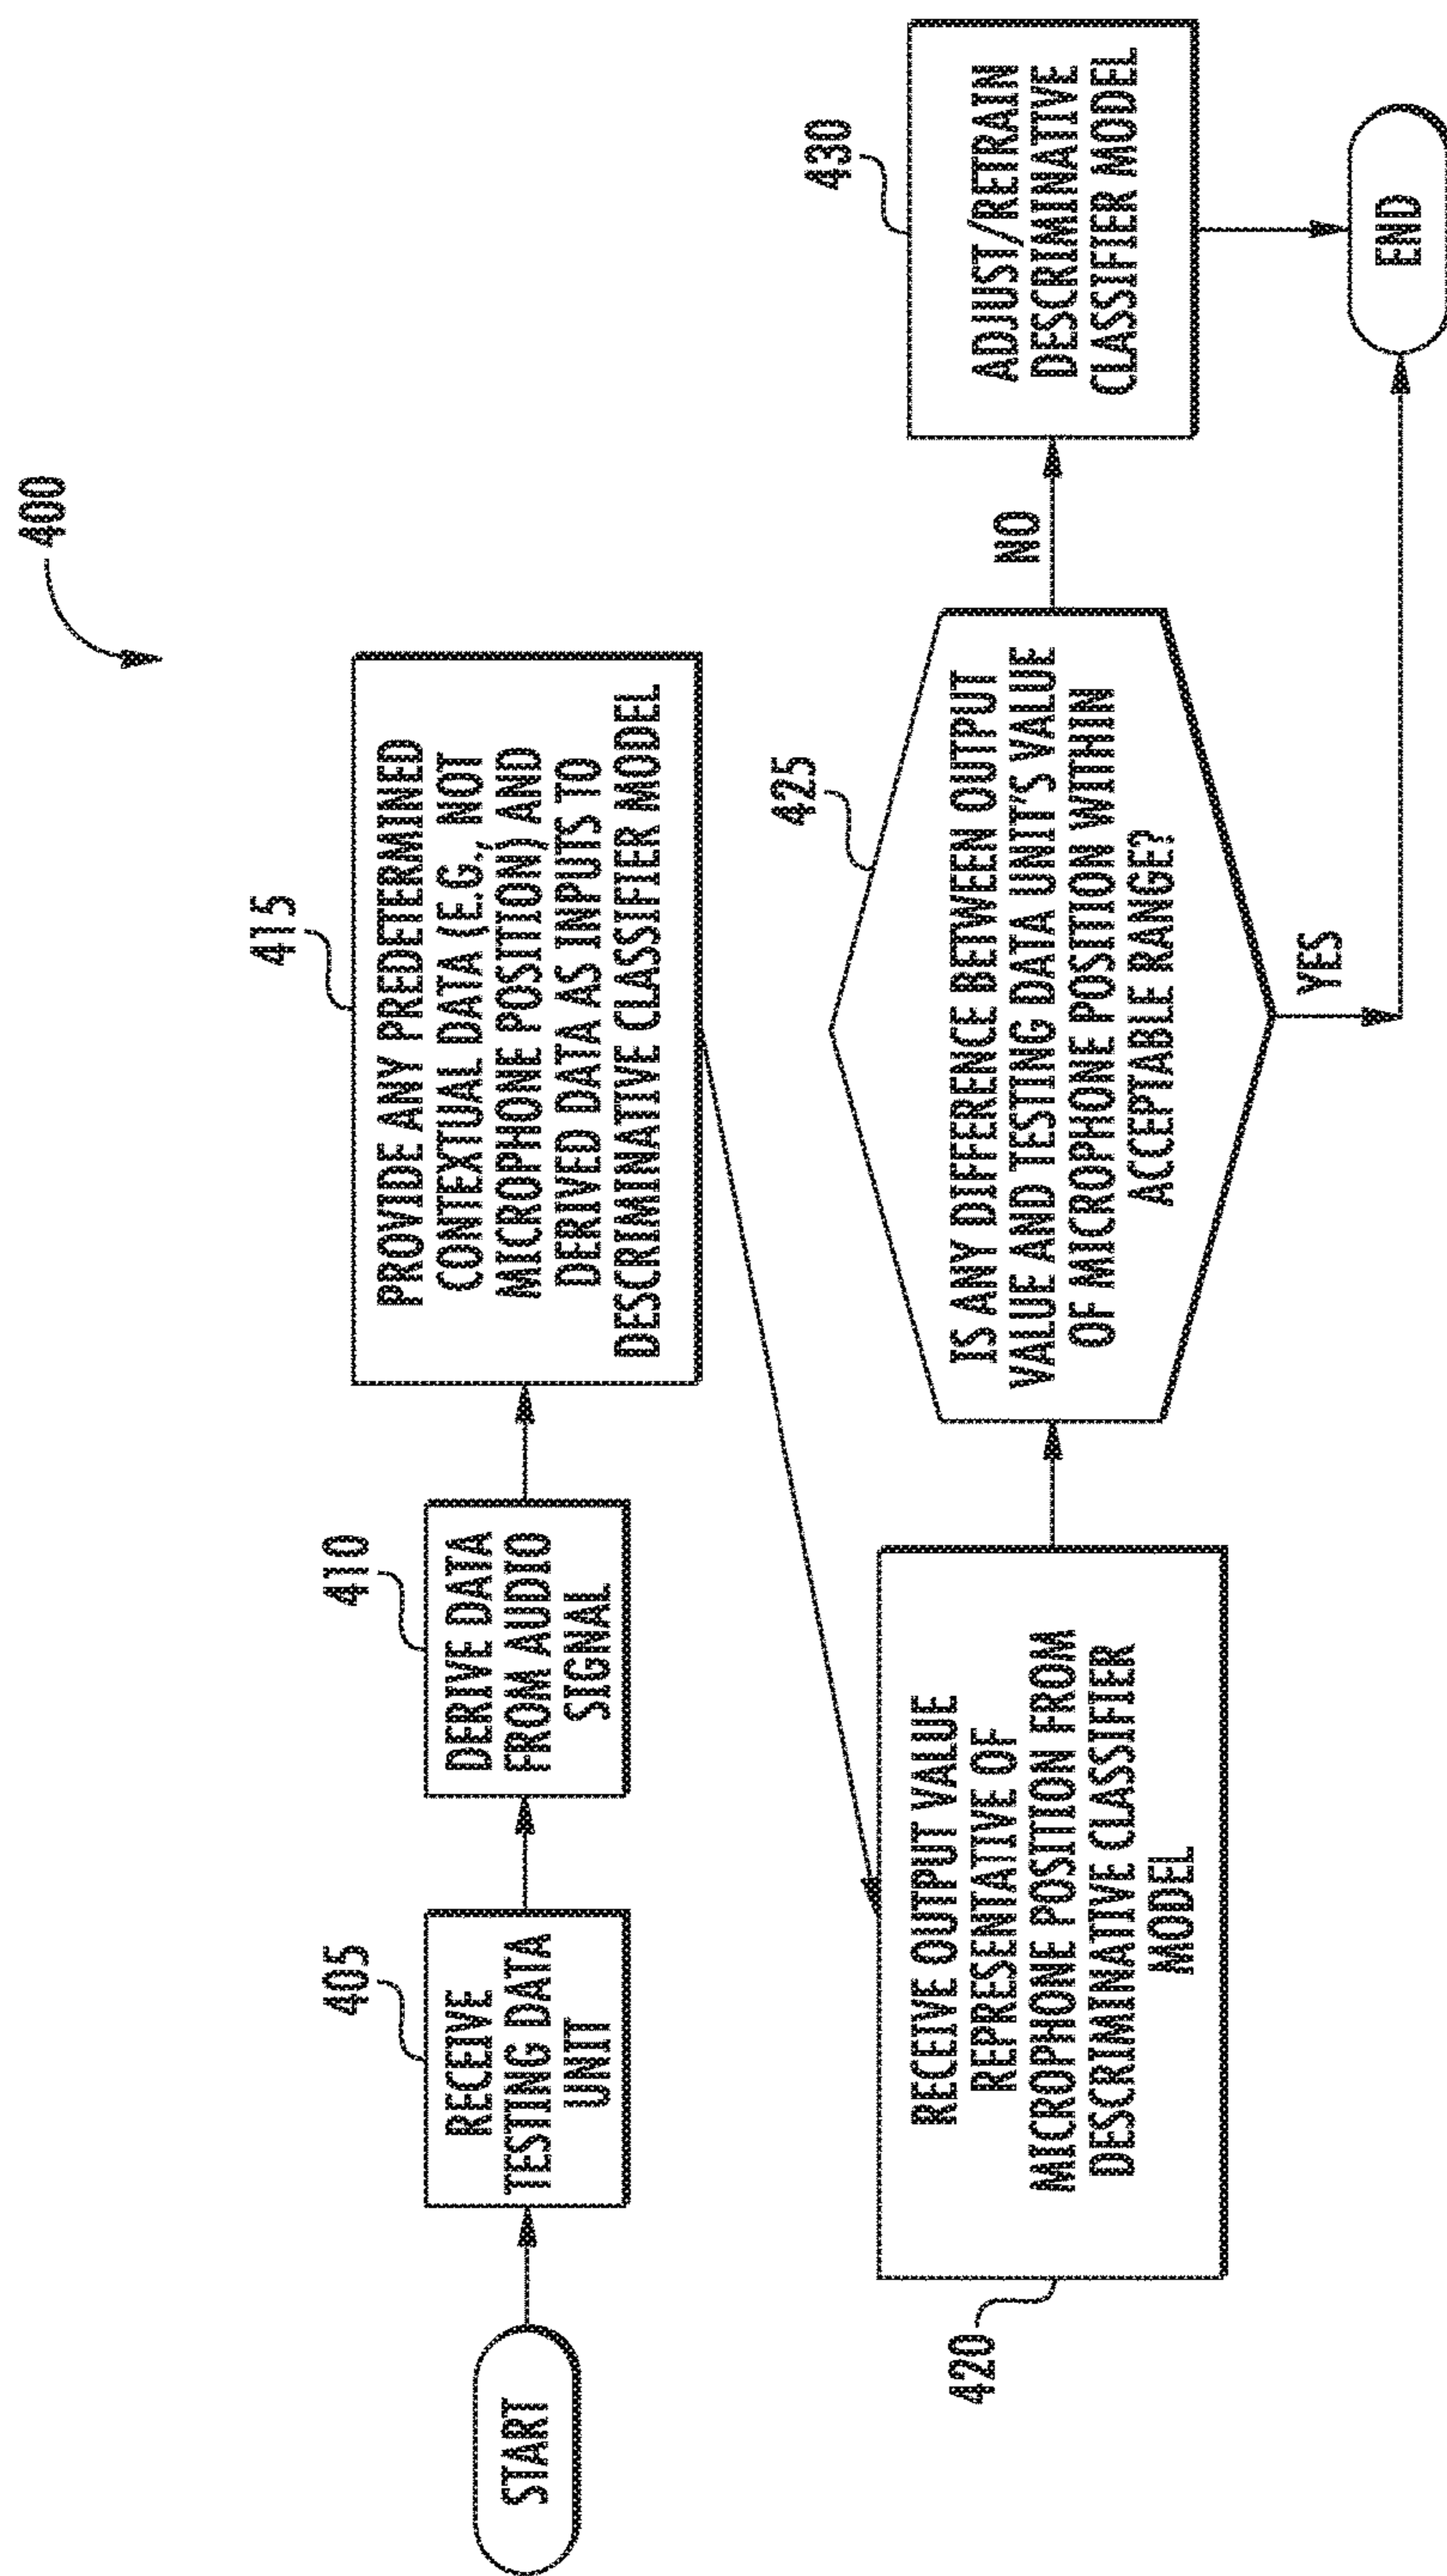 400
START
405
RECEIVE
TESTING DATA
UNIT
410
DERIVE DATA
FROM AUDIO
SIGNAL
415
PROVIDE ANY PREDETERMINED
CONTEXTUAL DATA (E.G., NOT
MICROPHONE POSITION) AND
DERIVED DATA AS INPUTS TO
DESCRIMINATIVE CLASSIFER MODEL
420
RECEIVE OUTPUT VALUE
REPRESENTATIVE OF
MICROPHONE POSITION FROM
DESCRIMINATIVE CLASSIFER
MODEL
425
IS ANY DIFFERENCE BETWEEN OUTPUT
VALUE AND TESTING DATA UNIT'S VALUE
OF MICROPHONE POSITION WITHIN
ACCEPTABLE RANGE?
NO
YES
430
ADJUST/RETRAIN
DESCRIMINATIVE
CLASSIFER MODEL
END